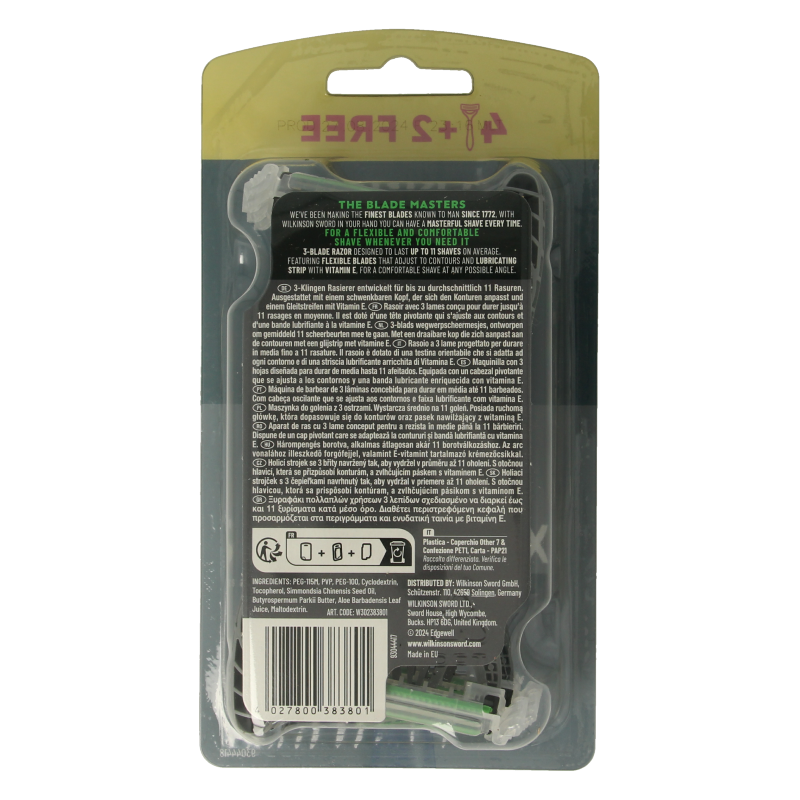 4+2 FREE
THE BLADE MASTERS
WE'VE BEEN MAKING THE FINEST BLADES KNOWN TO MAN SINCE 1772. WITH
WILKINSON SWORD IN YOUR HAND YOU CAN HAVE A MASTERFUL SHAVE EVERY TIME.
FOR A FLEXIBLE AND COMFORTABLE
SHAVE WHENEVER YOU NEED IT
3-BLADE RAZOR DESIGNED TO LAST UP TO 11 SHAVES ON AVERAGE.
FEATURING FLEXIBLE BLADES THAT ADJUST TO CONTOURS AND LUBRICATING
STRIP WITH VITAMIN E, FOR A COMFORTABLE SHAVE AT ANY POSSIBLE ANGLE.
DE 3-Klingen Rasierer entwickelt für bis zu durchschnittlich 11 Rasuren.
Ausgestattet mit einem schwenkbaren Kopf, der sich den Konturen anpasst und
einem Gleitstreifen mit Vitamin E. FR Rasoir avec 3 lames conçu pour durer jusqu'à
11 rasages en moyenne. Il est doté d'une tête pivotante qui s'ajuste aux contours et
d'une bande lubrifiante à la vitamine E. NL 3-blads wegwerpscheermesjes, ontworpen
om gemiddeld 11 scheerbeurten mee te gaan. Met een draaibare kop die zich aanpast aan
de contouren met een glijstrip met vitamine E. IT Rasoio a 3 lame progettato per durare
in media fino a 11 rasature. Il rasoio è dotato di una testina orientabile che si adatta ad
ogni contorno e di una striscia lubrificante arricchita di Vitamina E. ES Maquinilla con 3
hojas diseñada para durar de media hasta 11 afeitados. Equipada con un cabezal pivotante
que se ajusta a los contornos y una banda lubricante enriquecida con vitamina E.
PT Máquina de barbear de 3 lâminas concebida para durar em média até 11 barbeados.
Com cabeça oscilante que se ajusta aos contornos e faixa lubrificante com vitamina E.
PL Maszynka do golenia z 3 ostrzami. Wystarcza średnio na 11 goleń. Posiada ruchomą
główkę, która dopasowuje się do konturów oraz pasek nawilżający z witaminą E.
RO Aparat de ras cu 3 lame conceput pentru a rezista în medie până la 11 bărbieriri.
Dispune de un cap pivotant care se adaptează la contururi și bandă lubrifiantă cu vitamina
E. HU Hárompengés borotva, alkalmas átlagosan akár 11 borotválkozásra. Az arc
vonalához illeszkedő forgófejjel, valamint E-vitamint tartalmazó krémezőcsíkkal.
CZ Holicí strojek se 3 břity navržený tak, aby vydržel v průměru až 11 oholení. S otočnou
hlavicí, která se přizpůsobí konturám, a zvlhčujícím páskem s vitaminem E. SK Holiaci
strojček s 3 čepieľkami navrhnutý tak, aby vydržal v priemere až 11 oholení. S otočnou
hlavicou, ktorá sa prispôsobí kontúram, a zvlhčujúcim pásikom s vitamínom E.
GR Ξυραφάκι πολλαπλών χρήσεων 3 λεπίδων σχεδιασμένο να διαρκεί έως
και 11 ξυρίσματα κατά μέσο όρο. Διαθέτει περιστρεφόμενη κεφαλή που
προσαρμόζεται στα περιγράμματα και ενυδατική ταινία με βιταμίνη E.
FR
IT
Plastica - Coperchio Other 7 &
Confezione PET1, Carta - PAP21
Raccolta differenziata. Verifica le
disposizioni del tuo Comune.
INGREDIENTS: PEG-115M, PVP, PEG-100, Cyclodextrin,
Tocopherol, Simmondsia Chinensis Seed Oil,
Butyrospermum Parkii Butter, Aloe Barbadensis Leaf
Juice, Maltodextrin.
ART. CODE: W302383801
DISTRIBUTED BY: Wilkinson Sword GmbH,
Schützenstr. 110, 42659 Solingen, Germany
WILKINSON SWORD LTD.,
Sword House, High Wycombe,
Bucks. HP13 6DG, United Kingdom.
© 2024 Edgewell
www.wilkinsonsword.com
Made in EU
4 027800 383801